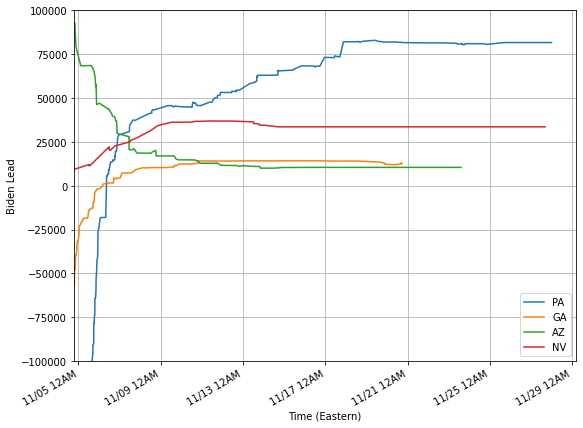 100000
75000
50000
25000
0
−25000
−50000
−75000
−100000
Biden Lead
PA
GA
AZ
NV
11/05 12AM
11/09 12AM
11/13 12AM
11/17 12AM
11/21 12AM
11/25 12AM
11/29 12AM
Time (Eastern)